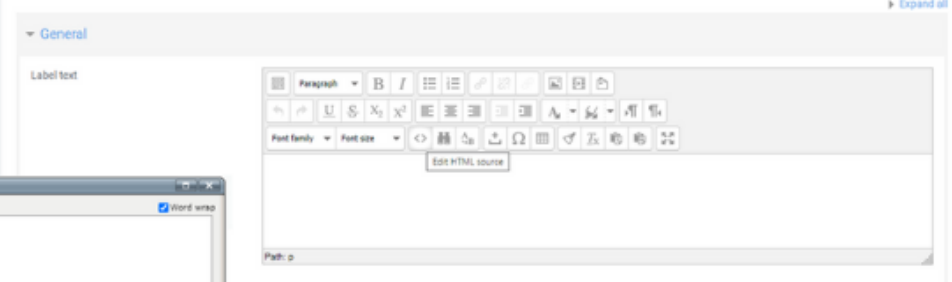 Expand all
General
Label text
Paragraph
Font family Font size
Edit HTML source
Word wrap
Path: p